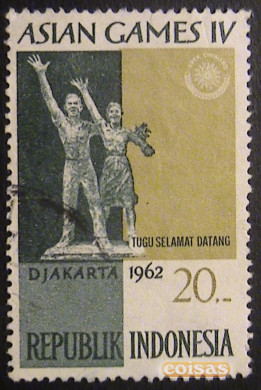 ASIAN GAMES IV
TUGU SELAMAT DATANG
DJAKARTA 1962 20.-
REPUBLIK INDONESIA
coisas